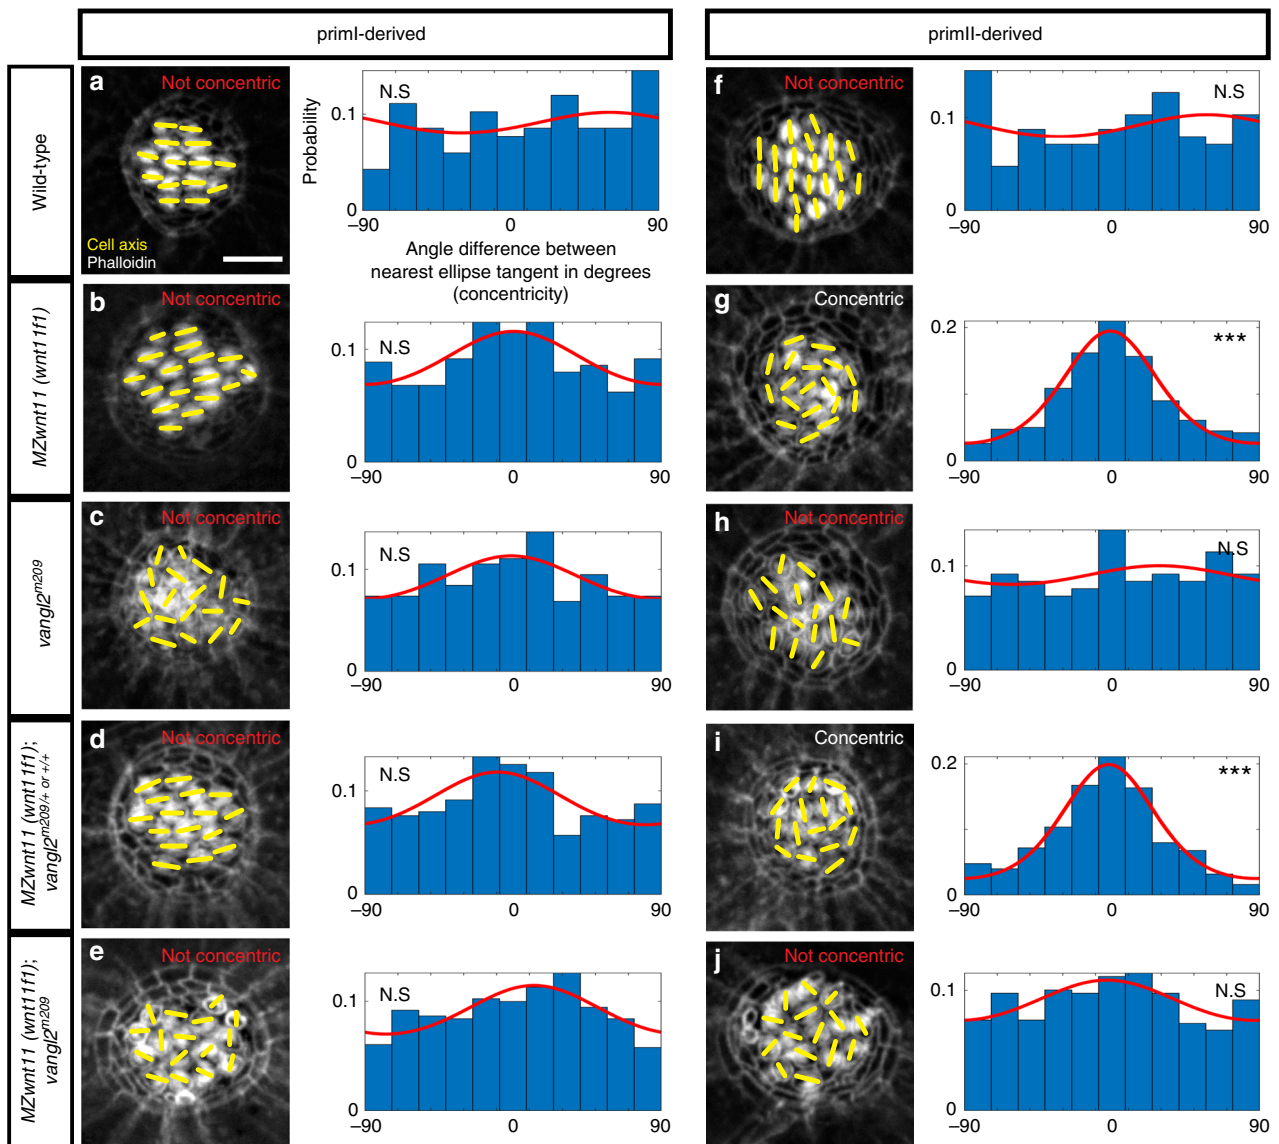 primI-derived
primII-derived
Wild-type
a
Not concentric
Cell axis
Phalloidin
N.S
Probability
0.1
0
−90
0
90
Angle difference between
nearest ellipse tangent in degrees
(concentricity)
f
Not concentric
N.S
0.1
0
−90
0
90
MZwnt11 (wnt11f1)
b
Not concentric
N.S
0.1
0
−90
0
90
g
Concentric
***
0.2
0.1
0
−90
0
90
vangl2m209
c
Not concentric
N.S
0.1
0
−90
0
90
h
Not concentric
N.S
0.1
0
−90
0
90
MZwnt11 (wnt11f1);
vangl2m209/+ or +/+
d
Not concentric
N.S
0.1
0
−90
0
90
i
Concentric
***
0.2
0.1
0
−90
0
90
MZwnt11 (wnt11f1);
vangl2m209
e
Not concentric
N.S
0.1
0
−90
0
90
j
Not concentric
N.S
0.1
0
−90
0
90